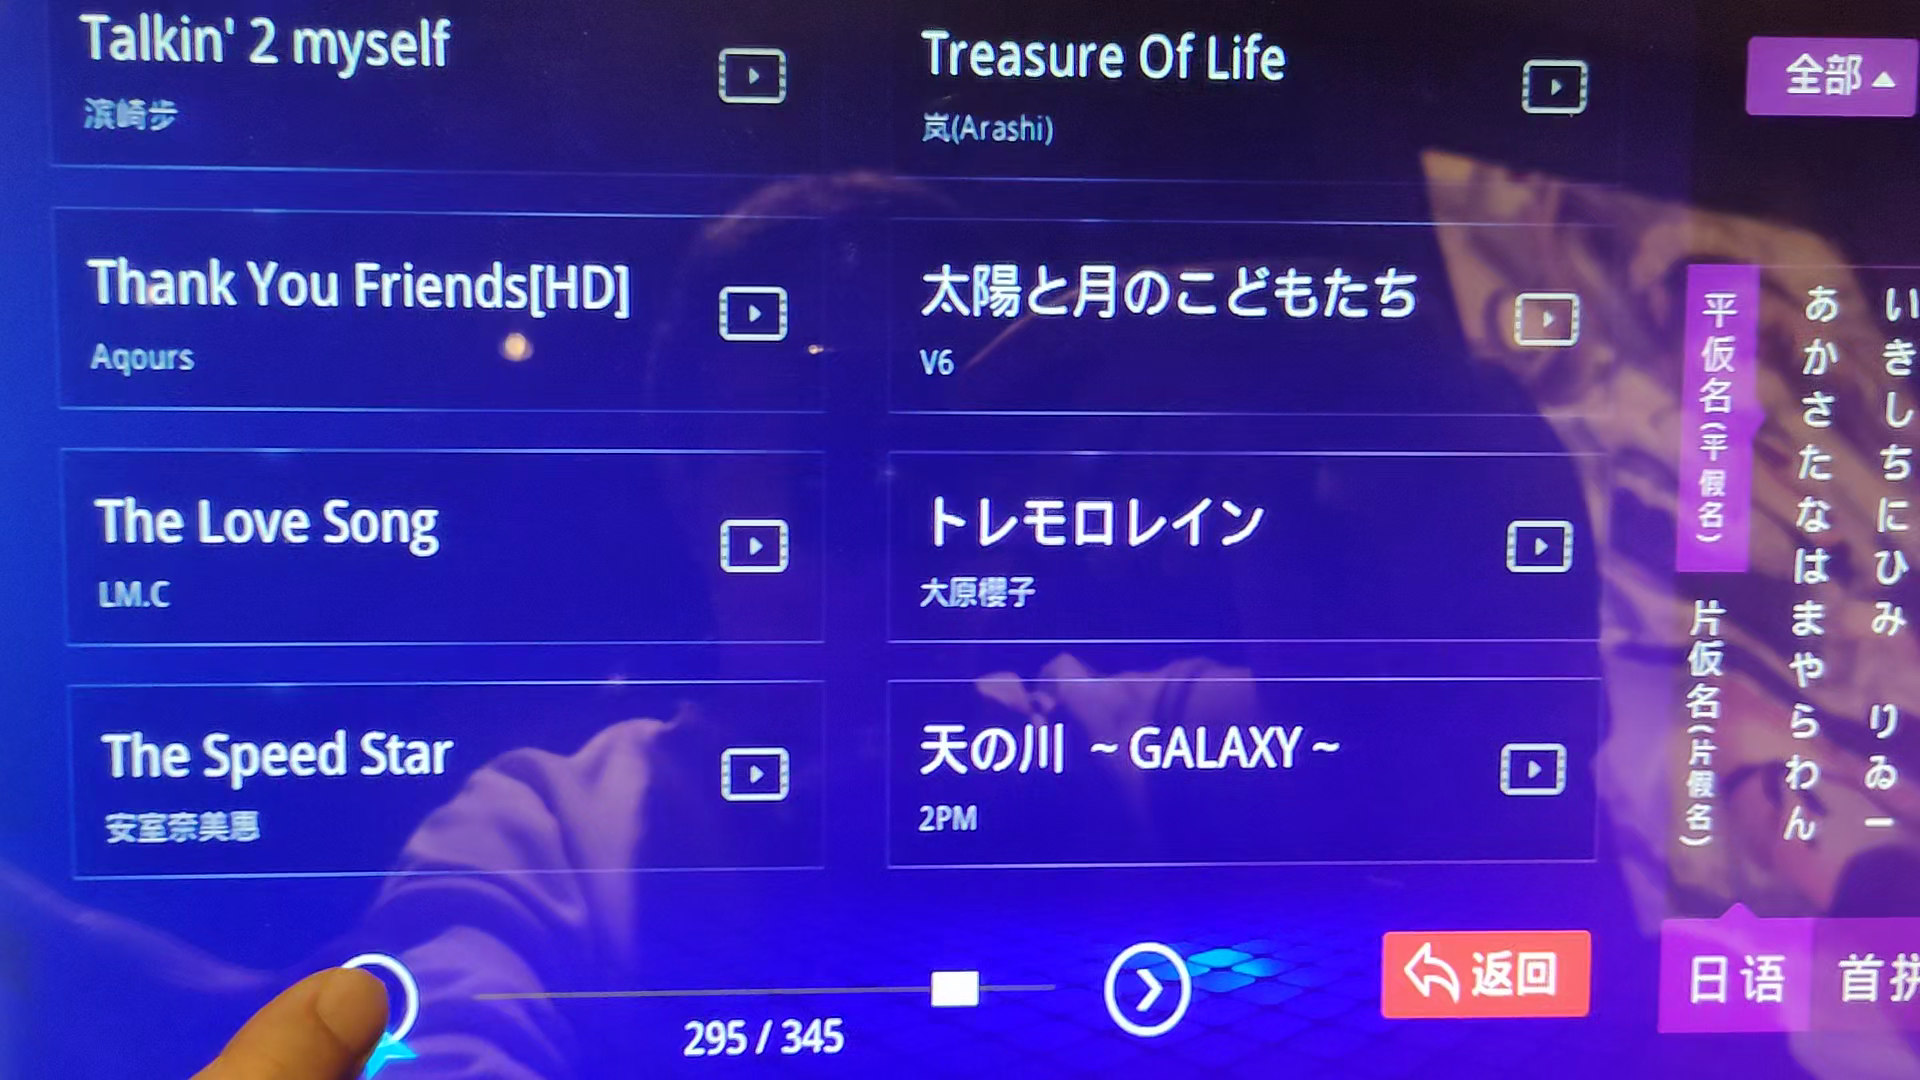 Talkin' 2 myself
滨崎步
Treasure Of Life
岚(Arashi)
全部
Thank You Friends[HD]
Aqours
太陽と月のこどもたち
V6
The Love Song
LM.C
トレモロレイン
大原櫻子
The Speed Star
安室奈美惠
天の川 ~ GALAXY ~
2PM
平仮名(平假名)
片仮名(片假名)
あかさたなはまやらわん
いきしちにひみ りゐー
295 / 345
返回
日语
首拼